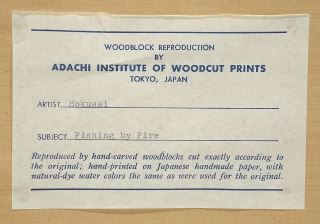 WOODBLOCK REPRODUCTION
BY
ADACHI INSTITUTE OF WOODCUT PRINTS
TOKYO, JAPAN
ARTIST Hokusai
SUBJECT Fishing by Fire
Reproduced by hand-carved woodblocks cut exactly according to
the original; hand-printed on Japanese handmade paper, with
natural-dye water colors the same as were used for the original.